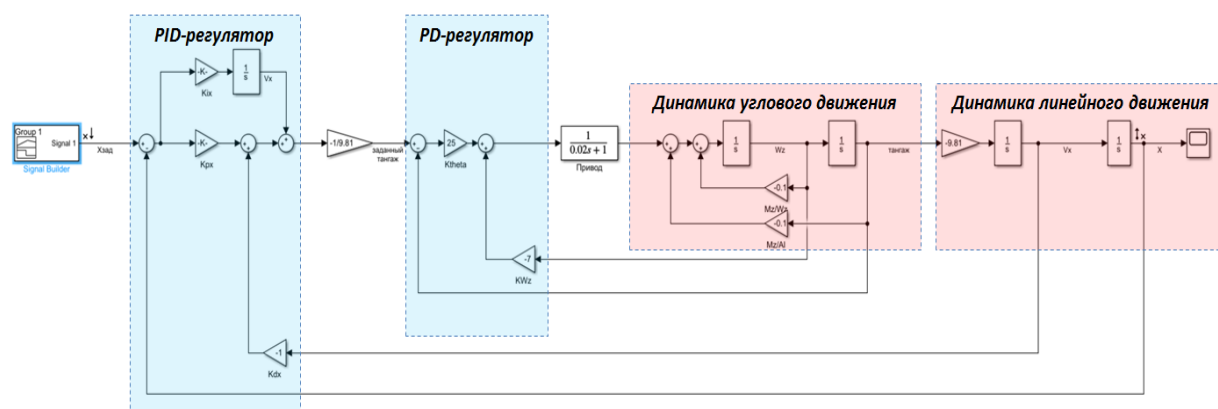 PID-регулятор
PD-регулятор
Динамика углового движения
Динамика линейного движения
Group 1
Signal 1
Signal Builder
Xзад
-K-
Kix
1
s
Vx
-K-
Kpx
-1/9.81
заданный
тангаж
25
Ktheta
1
0.02s + 1
Привод
1
s
Wz
1
s
тангаж
-9.81
1
s
Vx
1
s
x
X
-0.1
Mz/Wz
-0.1
Mz/Al
-7
KWz
-1
Kdx